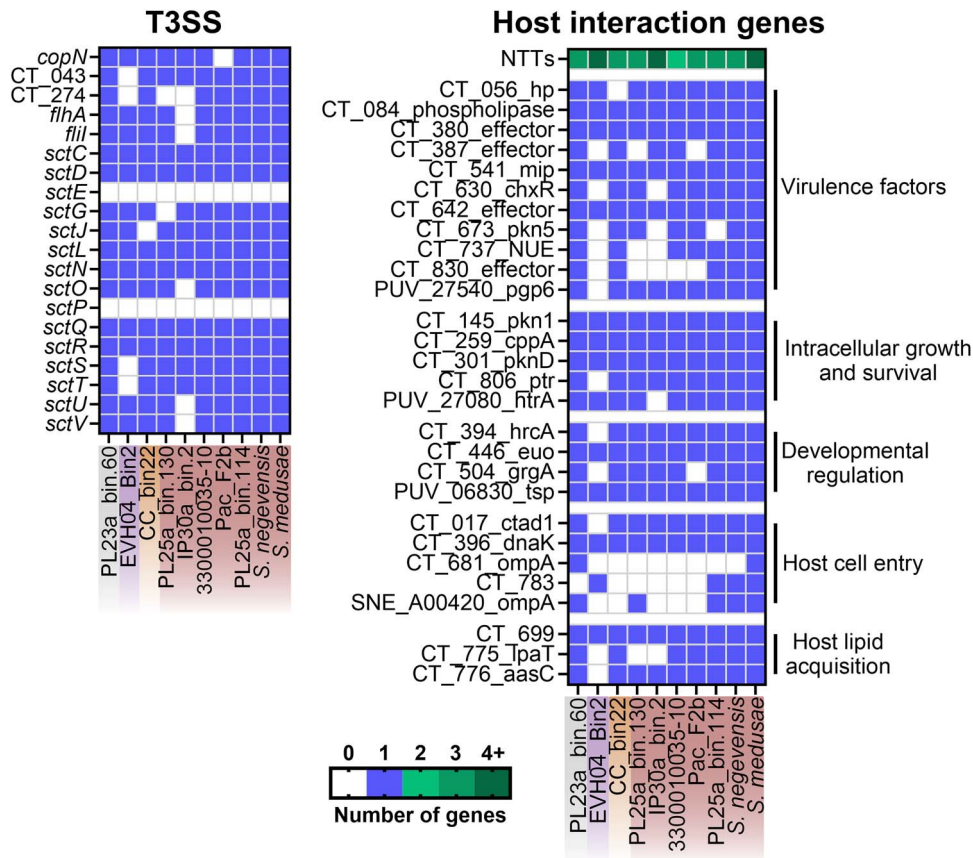 T3SS
copN
CT_043
CT_274
flhA
fliI
sctC
sctD
sctE
sctG
sctJ
sctL
sctN
sctO
sctP
sctQ
sctR
sctS
sctT
sctU
sctV
PL23a_bin.60
EVH04_Bin2
CC_bin22
PL25a_bin.130
IP30a_bin.2
3300010035-10
Pac_F2b
PL25a_bin.114
S. negevensis
S. medusae
Host interaction genes
NTTs
CT_056_hp
CT_084_phospholipase
CT_380_effector
CT_387_effector
CT_541_mip
CT_630_chxR
CT_642_effector
CT_673_pkn5
CT_737_NUE
CT_830_effector
PUV_27540_pgp6
Virulence factors
CT_145_pkn1
CT_259_cppA
CT_301_pknD
CT_806_ptr
PUV_27080_htrA
Intracellular growth
and survival
CT_394_hrcA
CT_446_euo
CT_504_grgA
PUV_06830_tsp
Developmental
regulation
CT_017_ctad1
CT_396_dnaK
CT_681_ompA
CT_783
SNE_A00420_ompA
Host cell entry
CT_699
CT_775_lpaT
CT_776_aasC
Host lipid
acquisition
PL23a_bin.60
EVH04_Bin2
CC_bin22
PL25a_bin.130
IP30a_bin.2
3300010035-10
Pac_F2b
PL25a_bin.114
S. negevensis
S. medusae
0 1 2 3 4+
Number of genes